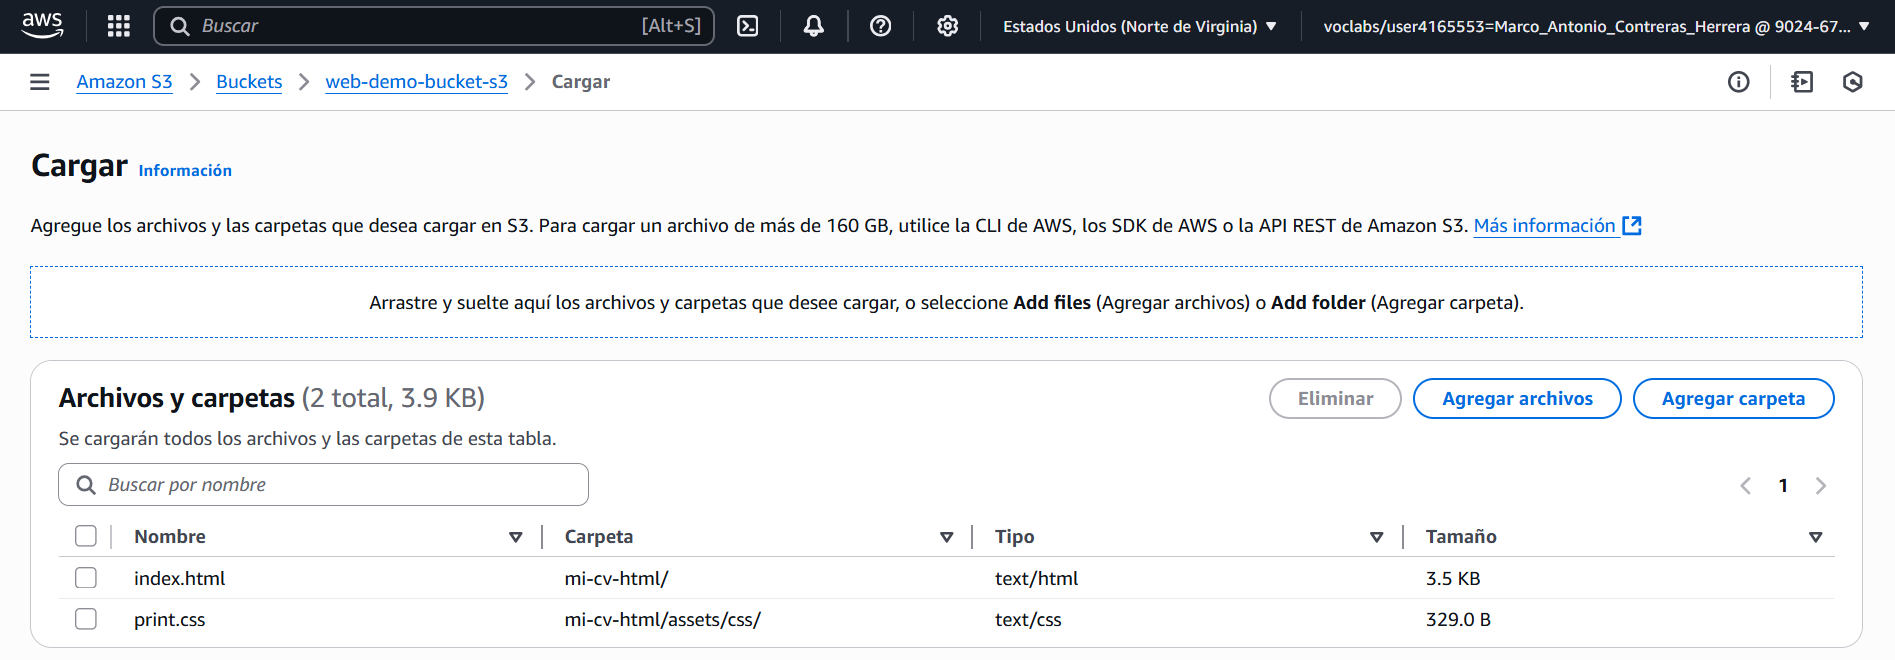 aws
Buscar [Alt+S] Estados Unidos (Norte de Virginia) voclabs/user4165553=Marco_Antonio_Contreras_Herrera @ 9024-67...
Amazon S3 Buckets web-demo-bucket-s3 Cargar
Cargar Información
Agregue los archivos y las carpetas que desea cargar en S3. Para cargar un archivo de más de 160 GB, utilice la CLI de AWS, los SDK de AWS o la API REST de Amazon S3. Más información
Arrastre y suelte aquí los archivos y carpetas que desee cargar, o seleccione Add files (Agregar archivos) o Add folder (Agregar carpeta).
Archivos y carpetas (2 total, 3.9 KB) Eliminar Agregar archivos Agregar carpeta
Se cargarán todos los archivos y las carpetas de esta tabla.
Buscar por nombre 1
Nombre Carpeta Tipo Tamaño
index.html mi-cv-html/ text/html 3.5 KB
print.css mi-cv-html/assets/css/ text/css 329.0 B